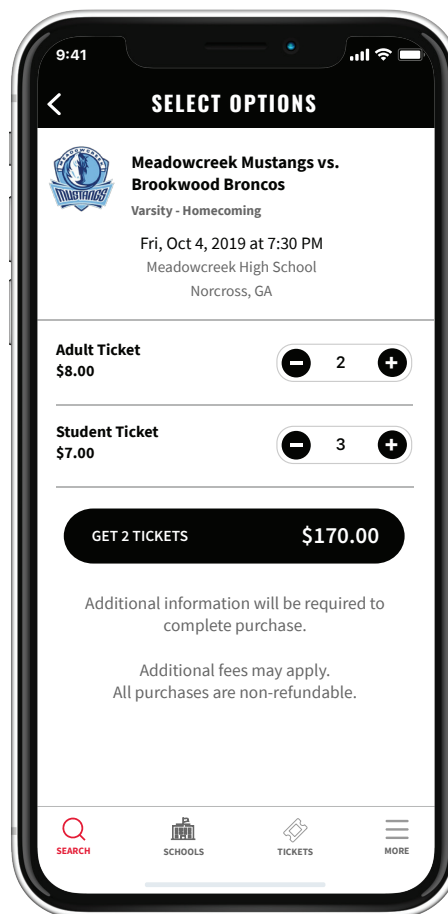 9:41
SELECT OPTIONS
MEADOWCREEK
MUSTANGS
Meadowcreek Mustangs vs.
Brookwood Broncos
Varsity - Homecoming
Fri, Oct 4, 2019 at 7:30 PM
Meadowcreek High School
Norcross, GA
Adult Ticket
$8.00
2
Student Ticket
$7.00
3
GET 2 TICKETS $170.00
Additional information will be required to
complete purchase.
Additional fees may apply.
All purchases are non-refundable.
SEARCH SCHOOLS TICKETS MORE